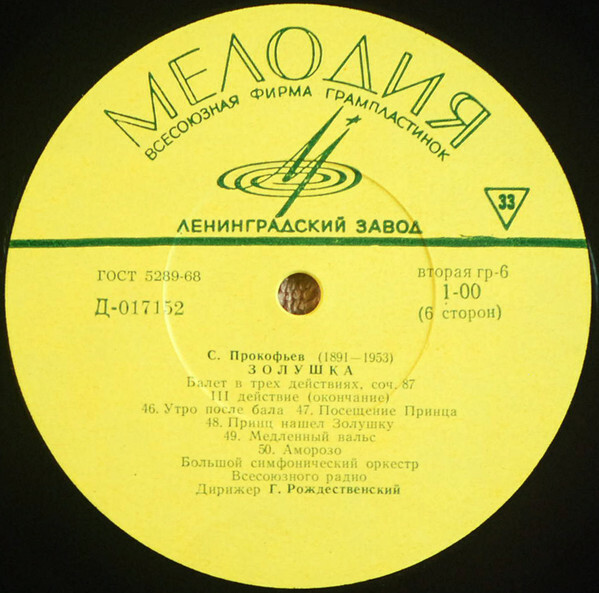 МЕЛОДИЯ
ВСЕСОЮЗНАЯ ФИРМА ГРАМПЛАСТИНОК
ЛЕНИНГРАДСКИЙ ЗАВОД
33
ГОСТ 5289-68
Д-017152
вторая гр-6
1-00
(6 сторон)
С. Прокофьев (1891—1953)
ЗОЛУШКА
Балет в трех действиях, соч. 87
III действие (окончание)
46. Утро после бала 47. Посещение Принца
48. Принц нашел Золушку
49. Медленный вальс
50. Аморозо
Большой симфонический оркестр
Всесоюзного радио
Дирижер Г. Рождественский